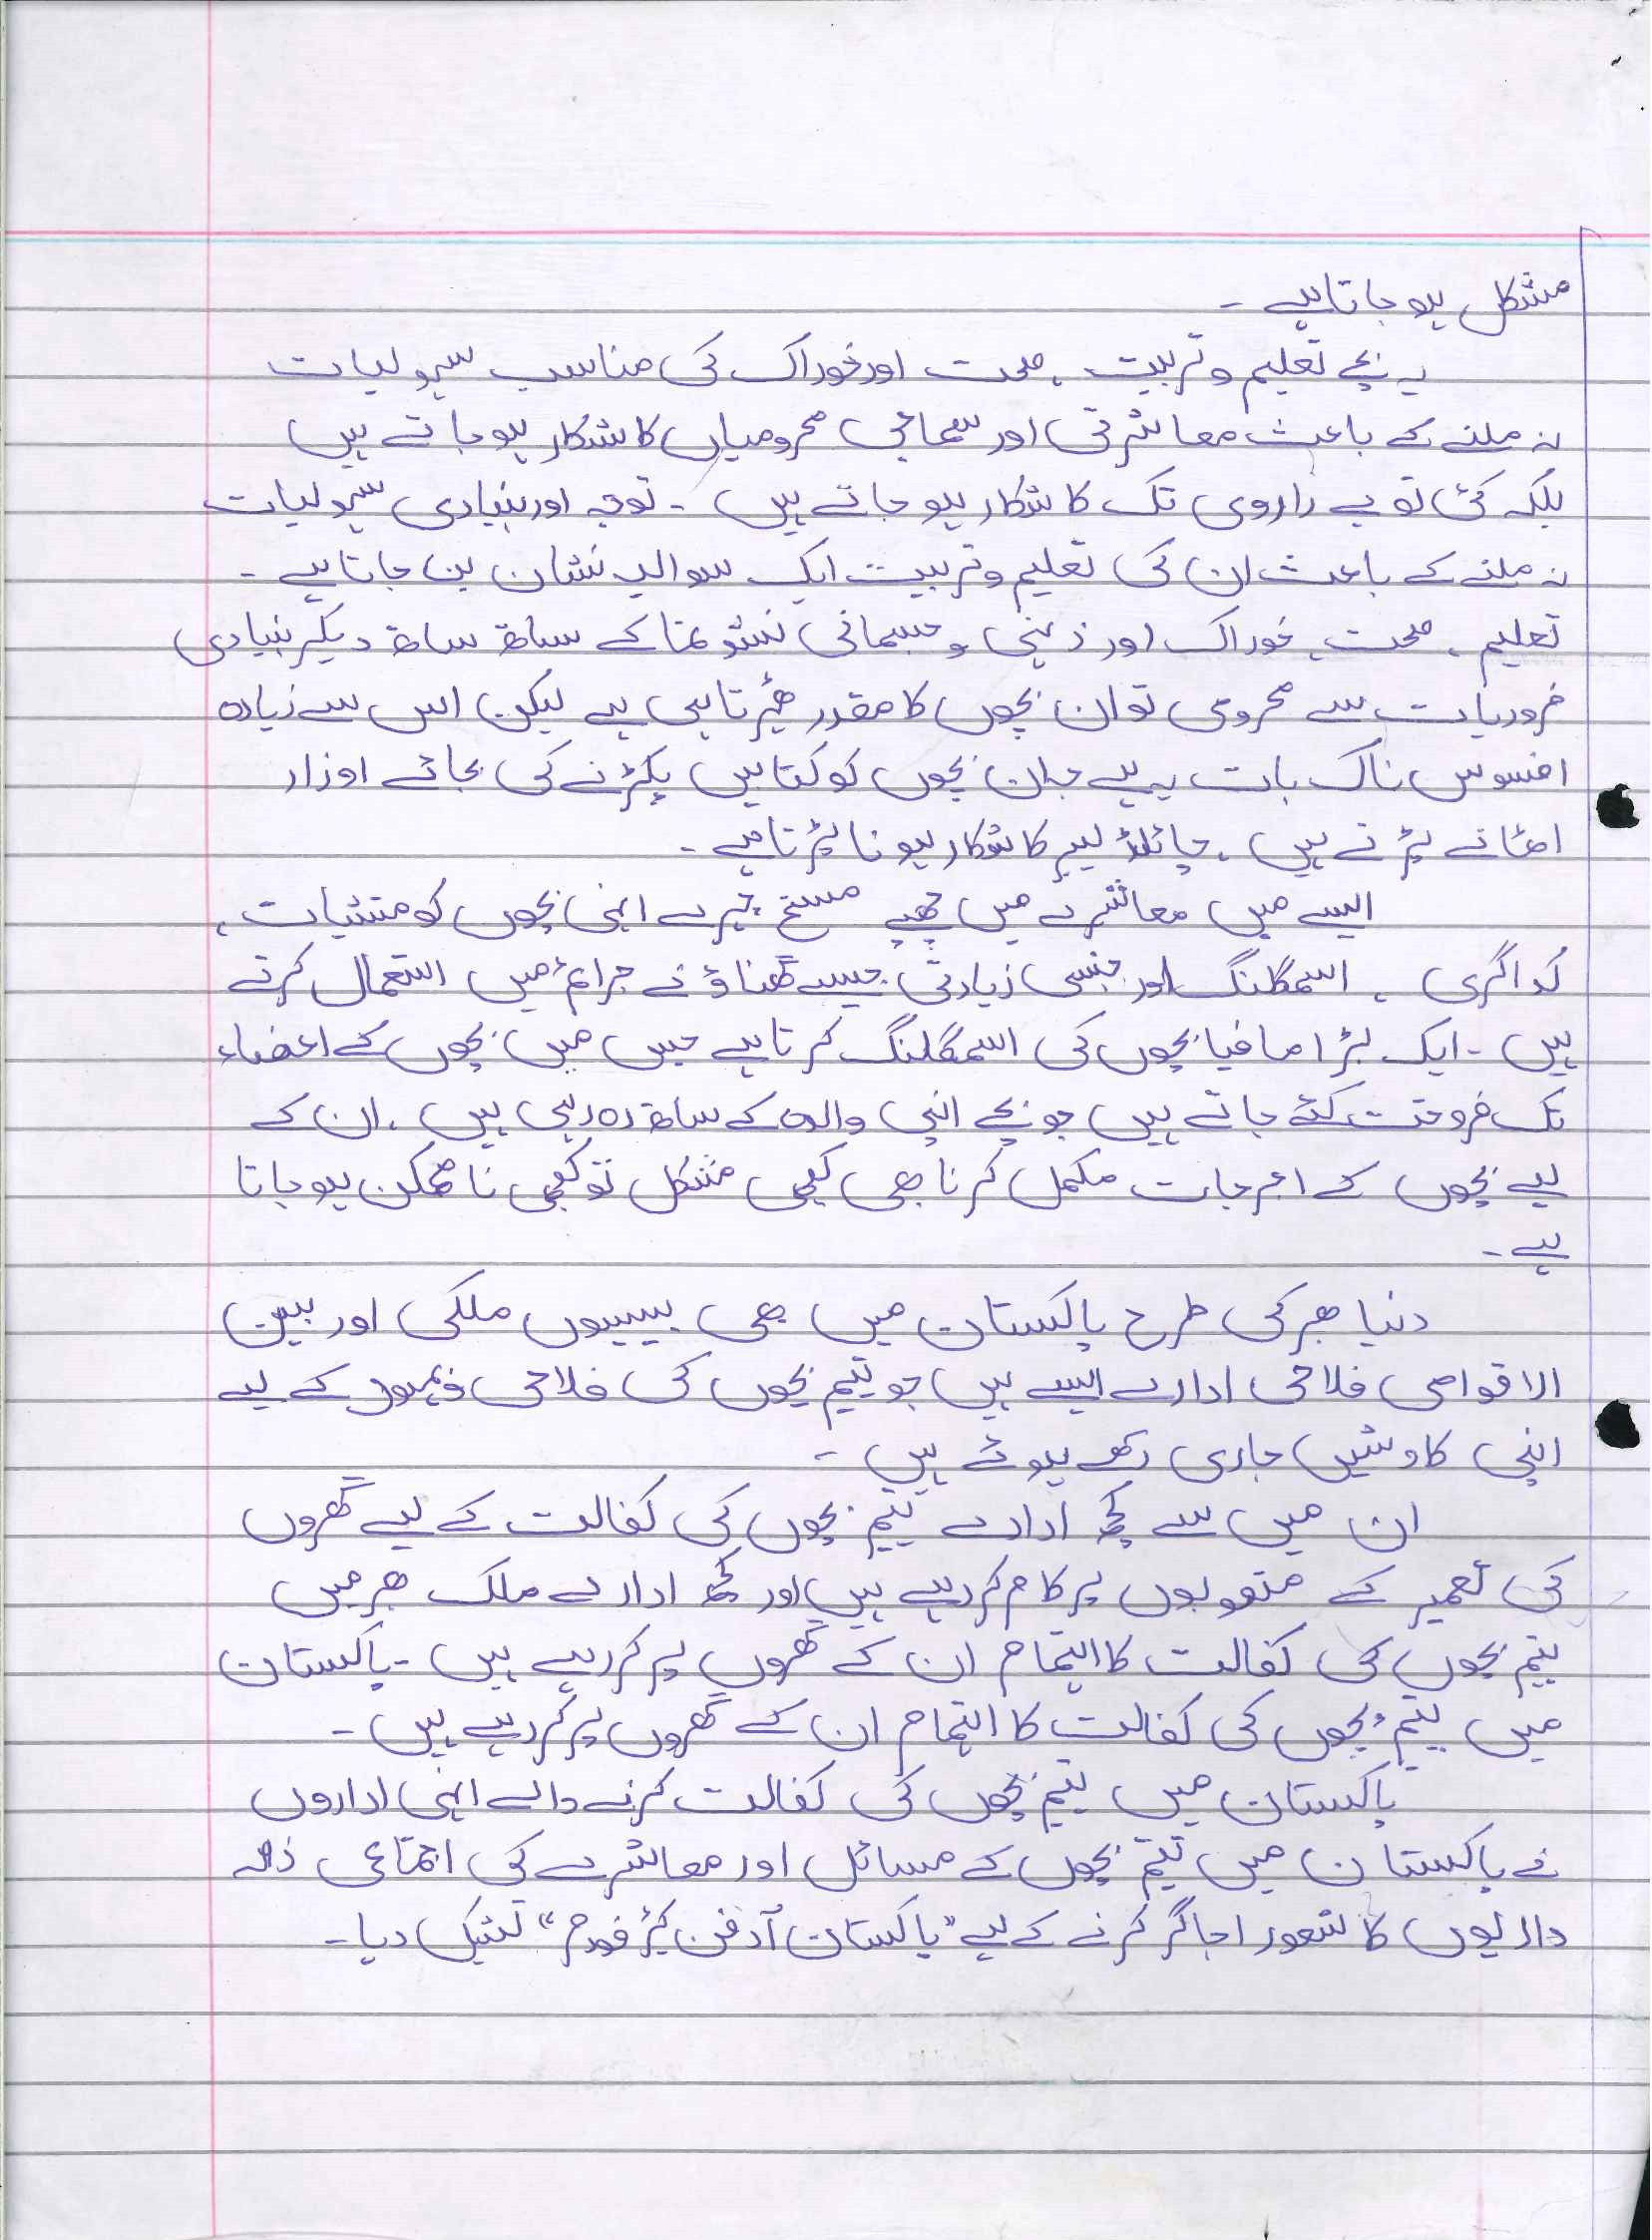 مشکل ہو جاتا ہے ۔
یہ بچے تعلیم و تربیت ، صحت اور خوراک کی مناسب سہولیات
نہ ملنے کے باعث معاشرتی اور سماجی محرومیاں کا شکار ہو جاتے ہیں
بلکہ کئی تو بے راروی تک کا شکار ہو جاتے ہیں ۔ توجہ اور بنیادی سہولیات
نہ ملنے کے باعث ان کی تعلیم و تربیت ایک سوالیہ نشان بن جاتا ہے ۔
تعلیم ، صحت ، خوراک اور ذہنی و جسمانی نشو نما کے ساتھ ساتھ دیگر بنیادی
ضروریات سے محرومی تو ان بچوں کا مقدر ٹھہرتا ہی ہے لیکن اس سے زیادہ
افسوس ناک بات یہ ہے جہان بچوں کو کتابیں پکڑنے کی بجائے اوزار
اٹھانے پڑتے ہیں ، چائلڈ لیبر کا شکار ہونا پڑتا ہے ۔
ایسے میں معاشرے میں چھپے مسخ چہرے انہی بچوں کو منشیات ،
گداگری ، اسمگلنگ اور جنسی زیادتی جیسے گھناؤنے جرائم میں استعمال کرتے
ہیں ۔ ایک بڑا مافیا بچوں کی اسمگلنگ کرتا ہے جس میں بچوں کے اعضاء
تک فروخت کئے جاتے ہیں جو بچے اپنی والدہ کے ساتھ رہ رہی ہیں ، ان کے
لیے بچوں کے اخرجات مکمل کرنا بھی کبھی مشکل تو کبھی ناممکن ہو جاتا
ہے ۔
دنیا بھر کی طرح پاکستان میں بھی بیسیوں ملکی اور بین
الاقوامی فلاحی ادارے ایسے ہیں جو یتیم بچوں کی فلاحی و بہبود کے لیے
اپنی کاوشیں جاری رکھے ہوئے ہیں ۔
ان میں سے کچھ ادارے یتیم بچوں کی کفالت کے لیے گھروں
کی تعمیر کے منصوبوں پر کام کر رہے ہیں اور کچھ ادارے ملک بھر میں
یتیم بچوں کی کفالت کا اہتمام ان کے گھروں پر کر رہے ہیں ۔ پاکستان
میں یتیم بچوں کی کفالت کا اہتمام ان کے گھروں پر کر رہے ہیں ۔
پاکستان میں یتیم بچوں کی کفالت کرنے والے انہی اداروں
نے پاکستان میں یتیم بچوں کے مسائل اور معاشرے کی اجتماعی ذمہ
داریوں کا شعور اجاگر کرنے کے لیے "پاکستان آرفن کیئر فورم" تشکیل دیا ۔